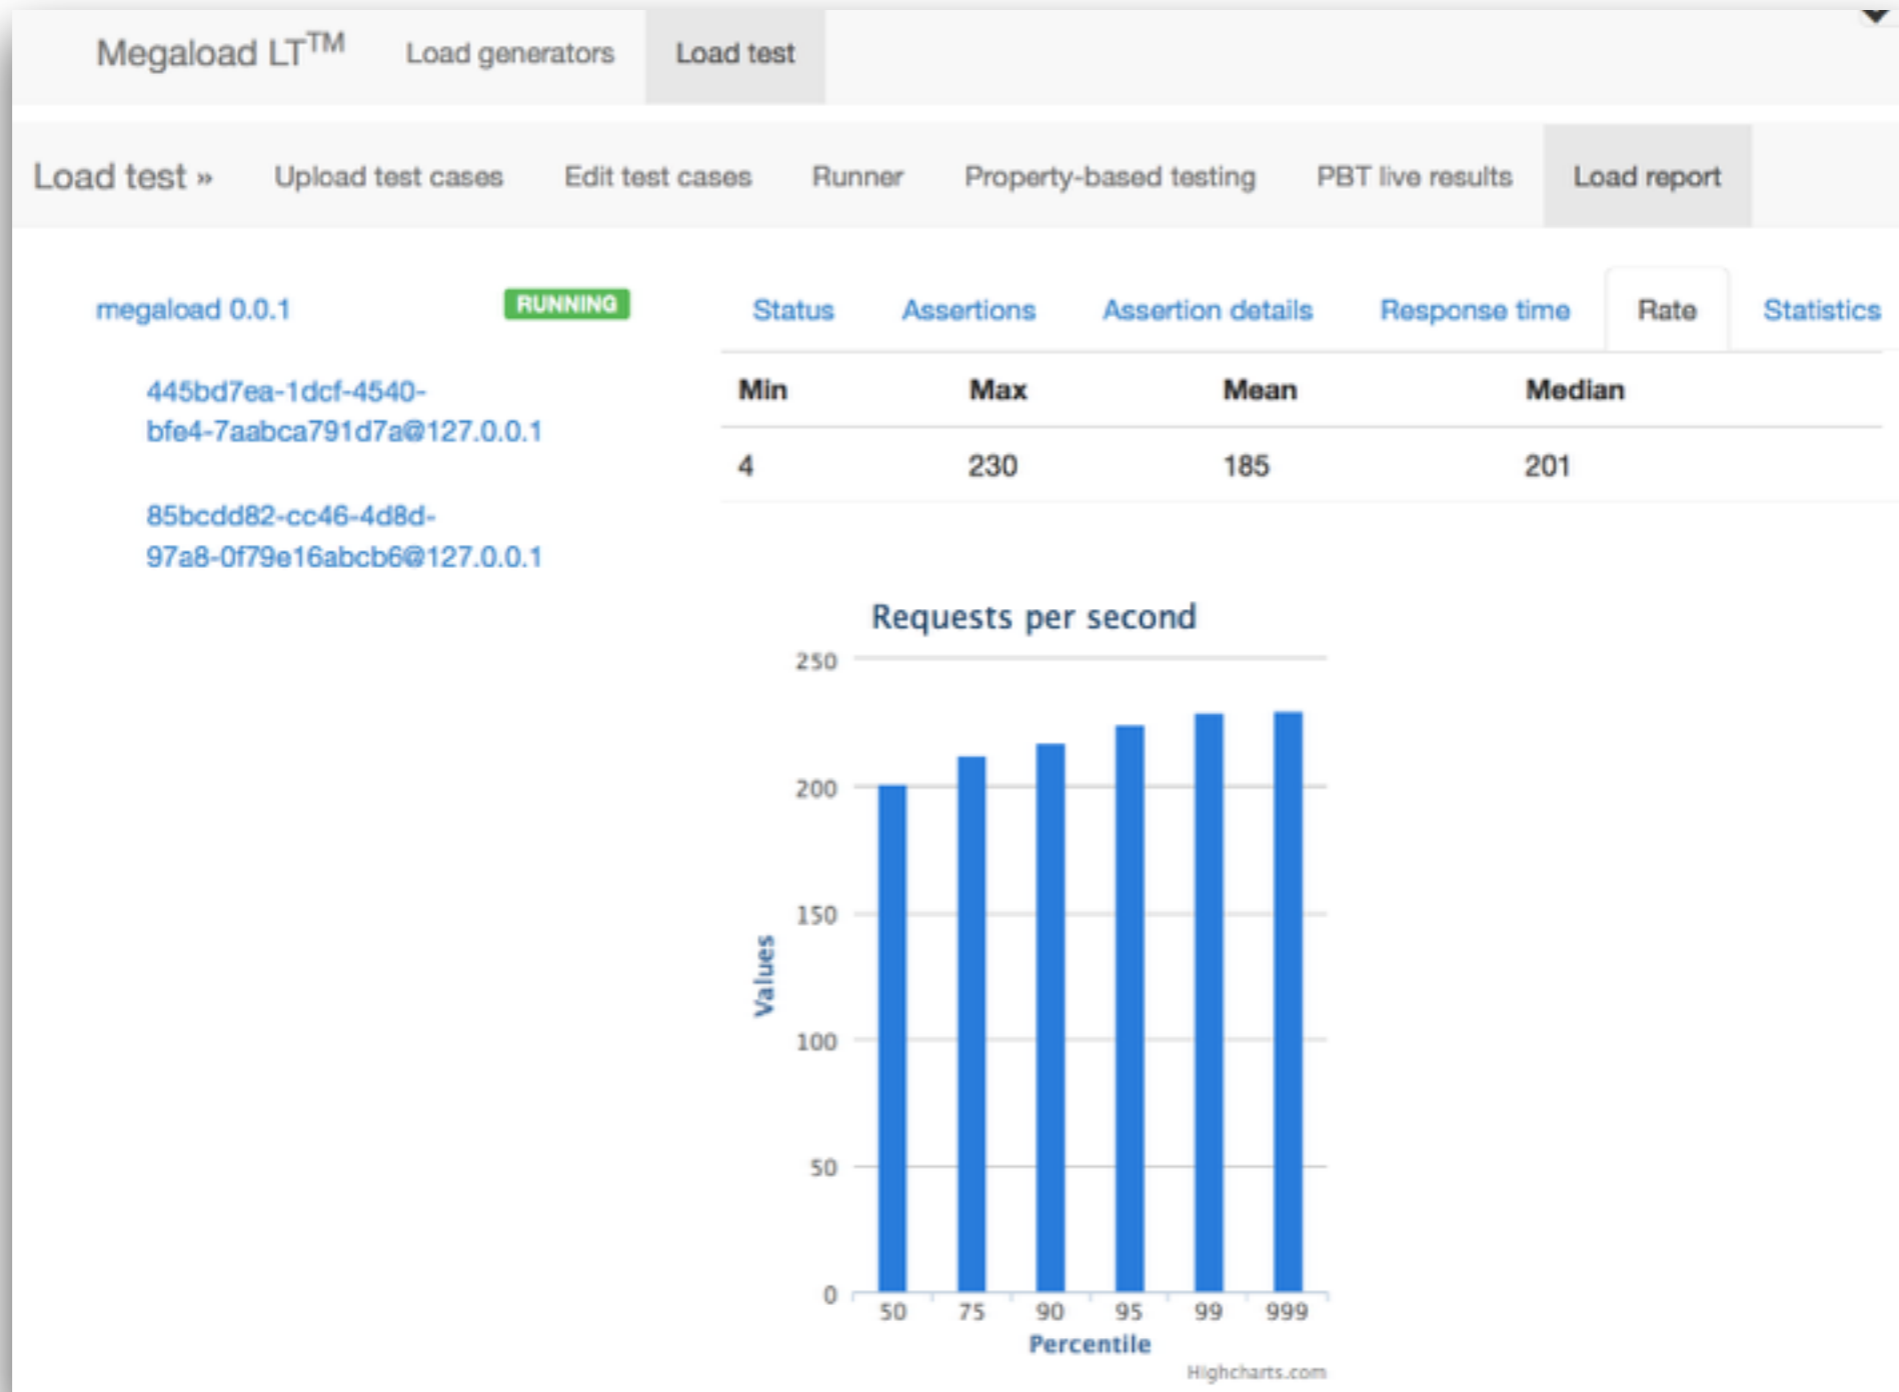 Megaload LT™ Load generators Load test
Load test » Upload test cases Edit test cases Runner Property-based testing PBT live results Load report
megaload 0.0.1 RUNNING
445bd7ea-1dcf-4540-
bfe4-7aabca791d7a@127.0.0.1
85bcdd82-cc46-4d8d-
97a8-0f79e16abcb6@127.0.0.1
Status Assertions Assertion details Response time Rate Statistics
Min Max Mean Median
4 230 185 201
Requests per second
250
200
150
100
50
0
Values
50 75 90 95 99 999
Percentile
Highcharts.com